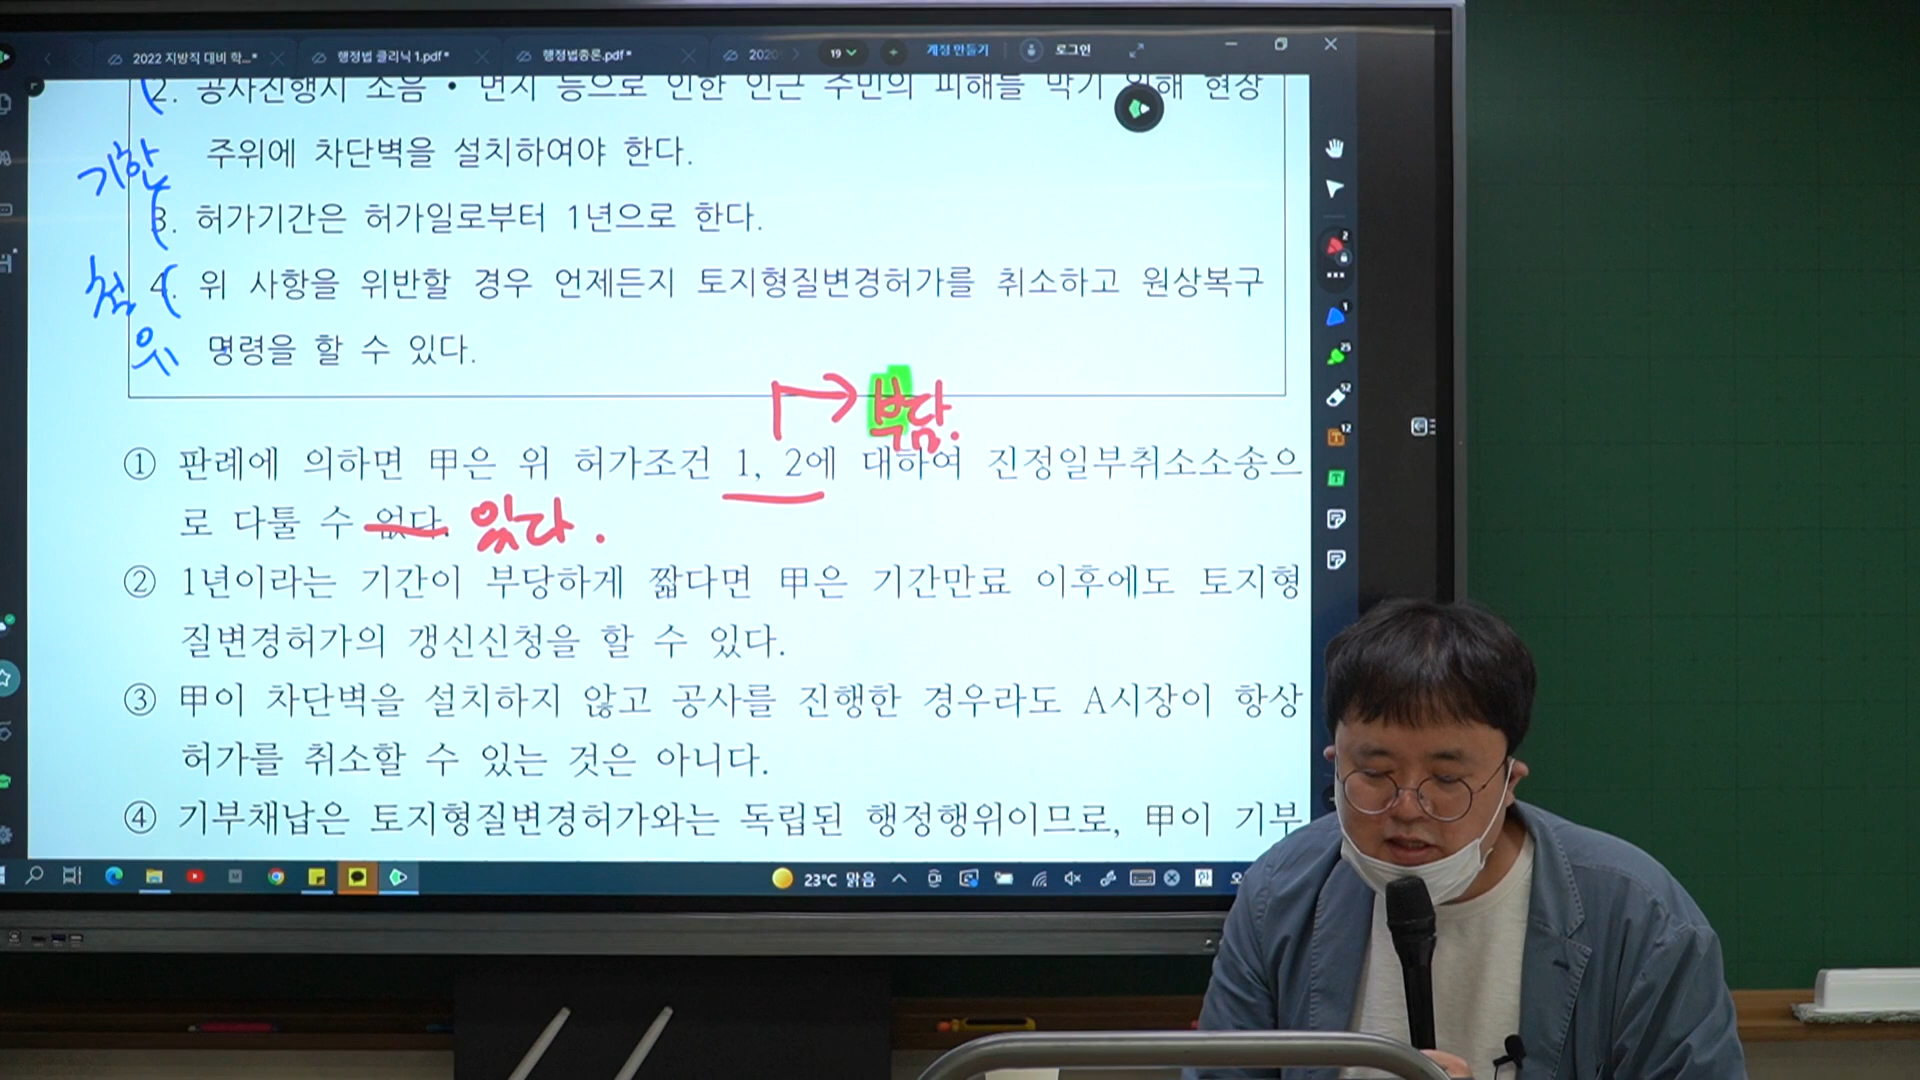 2022 지방직 대비 학...* 행정법 클리닉 1.pdf* 행정법총론.pdf* 2020 19 계정 만들기 로그인
2. 공사진행시 소음 • 먼지 등으로 인한 인근 주민의 피해를 막기 위해 현상
기한 주위에 차단벽을 설치하여야 한다.
3. 허가기간은 허가일로부터 1년으로 한다.
철 4. 위 사항을 위반할 경우 언제든지 토지형질변경허가를 취소하고 원상복구
위 명령을 할 수 있다.
부담.
① 판례에 의하면 甲은 위 허가조건 1, 2에 대하여 진정일부취소소송으
로 다툴 수 없다. 있다.
② 1년이라는 기간이 부당하게 짧다면 甲은 기간만료 이후에도 토지형
질변경허가의 갱신신청을 할 수 있다.
③ 甲이 차단벽을 설치하지 않고 공사를 진행한 경우라도 A시장이 항상
허가를 취소할 수 있는 것은 아니다.
④ 기부채납은 토지형질변경허가와는 독립된 행정행위이므로, 甲이 기부
23℃ 맑음 한 오